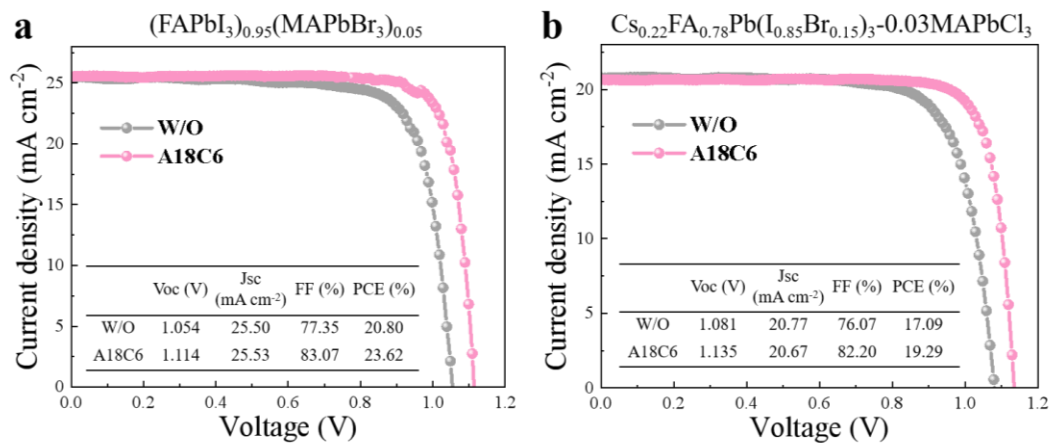 a
(FAPbI₃)₀.₉₅(MAPbBr₃)₀.₀₅
Current density (mA cm⁻²)
25
20
15
10
5
0
W/O
A18C6
Voc (V) Jsc (mA cm⁻²) FF (%) PCE (%)
W/O 1.054 25.50 77.35 20.80
A18C6 1.114 25.53 83.07 23.62
0.0 0.2 0.4 0.6 0.8 1.0 1.2
Voltage (V)
b
Cs₀.₂₂FA₀.₇₈Pb(I₀.₈₅Br₀.₁₅)₃-0.03MAPbCl₃
Current density (mA cm⁻²)
20
15
10
5
0
W/O
A18C6
Voc (V) Jsc (mA cm⁻²) FF (%) PCE (%)
W/O 1.081 20.77 76.07 17.09
A18C6 1.135 20.67 82.20 19.29
0.0 0.2 0.4 0.6 0.8 1.0 1.2
Voltage (V)